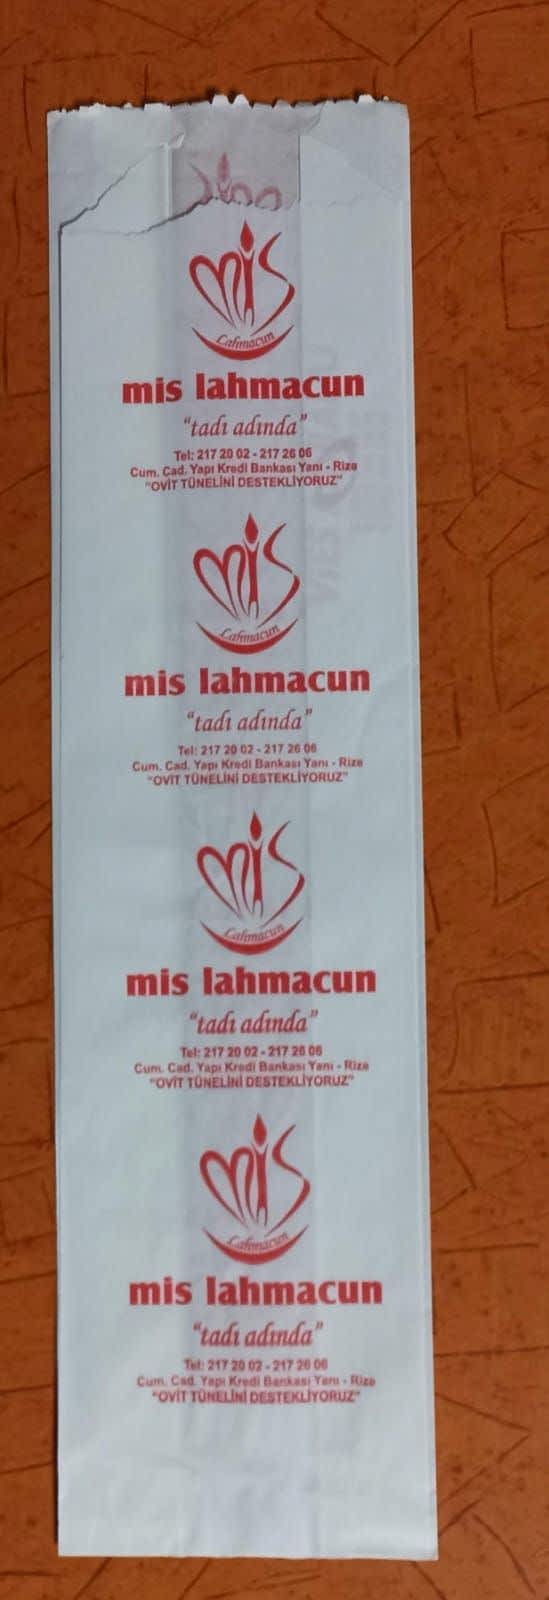 mis
Lahmacun
mis lahmacun
"tadı adında"
Tel: 217 20 02 - 217 26 06
Cum. Cad. Yapı Kredi Bankası Yanı - Rize
"OVİT TÜNELİNİ DESTEKLİYORUZ"
mis
Lahmacun
mis lahmacun
"tadı adında"
Tel: 217 20 02 - 217 26 06
Cum. Cad. Yapı Kredi Bankası Yanı - Rize
"OVİT TÜNELİNİ DESTEKLİYORUZ"
mis
Lahmacun
mis lahmacun
"tadı adında"
Tel: 217 20 02 - 217 26 06
Cum. Cad. Yapı Kredi Bankası Yanı - Rize
"OVİT TÜNELİNİ DESTEKLİYORUZ"
mis
Lahmacun
mis lahmacun
"tadı adında"
Tel: 217 20 02 - 217 26 06
Cum. Cad. Yapı Kredi Bankası Yanı - Rize
"OVİT TÜNELİNİ DESTEKLİYORUZ"